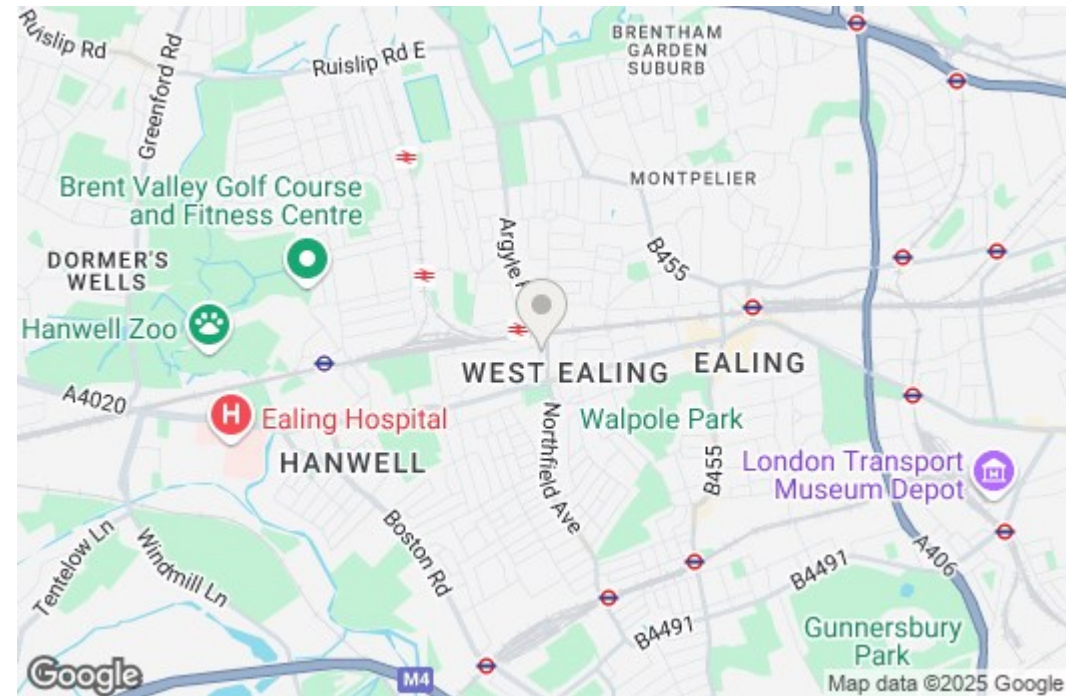 Ruislip Rd
Greenford Rd
Ruislip Rd E
BRENTHAM
GARDEN
SUBURB
MONTPELIER
Brent Valley Golf Course
and Fitness Centre
Argyle R
B455
DORMER'S
WELLS
Hanwell Zoo
WEST EALING
EALING
A4020
H
Ealing Hospital
Walpole Park
Northfield Ave
HANWELL
B455
London Transport
Museum Depot
Boston Rd
Tentelow Ln
Windmill Ln
A406
B4491
B4491
Gunnersbury
Park
M4
Google
Map data ©2025 Google